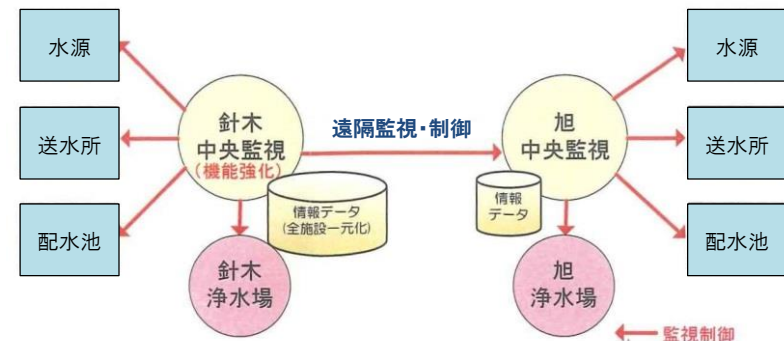 水源
送水所
配水池
針木
中央監視
(機能強化)
情報データ
(全施設一元化)
針木
浄水場
遠隔監視・制御
旭
中央監視
情報
データ
旭
浄水場
水源
送水所
配水池
監視制御